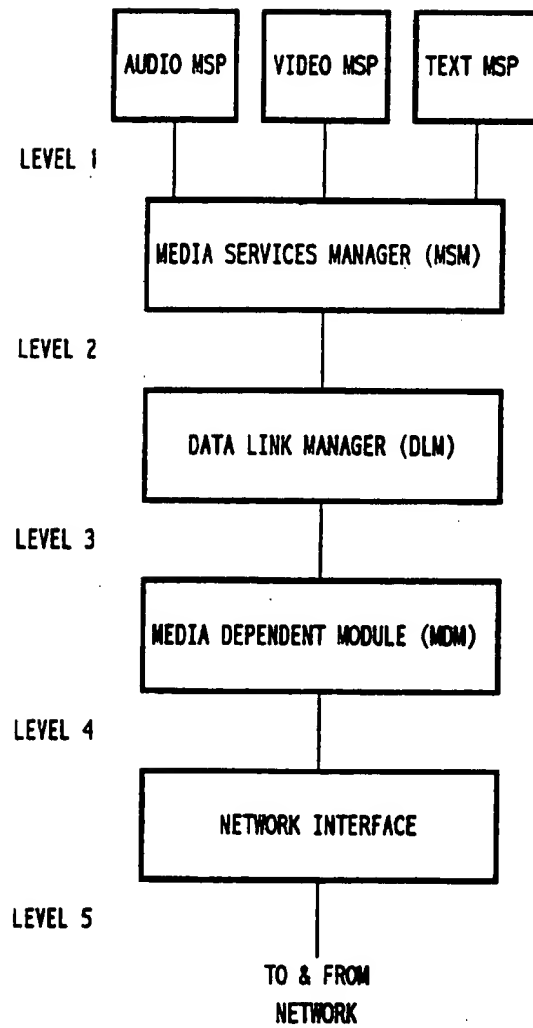 AUDIO MSP
VIDEO MSP
TEXT MSP
LEVEL 1
MEDIA SERVICES MANAGER (MSM)
LEVEL 2
DATA LINK MANAGER (DLM)
LEVEL 3
MEDIA DEPENDENT MODULE (MDM)
LEVEL 4
NETWORK INTERFACE
LEVEL 5
TO & FROM
NETWORK